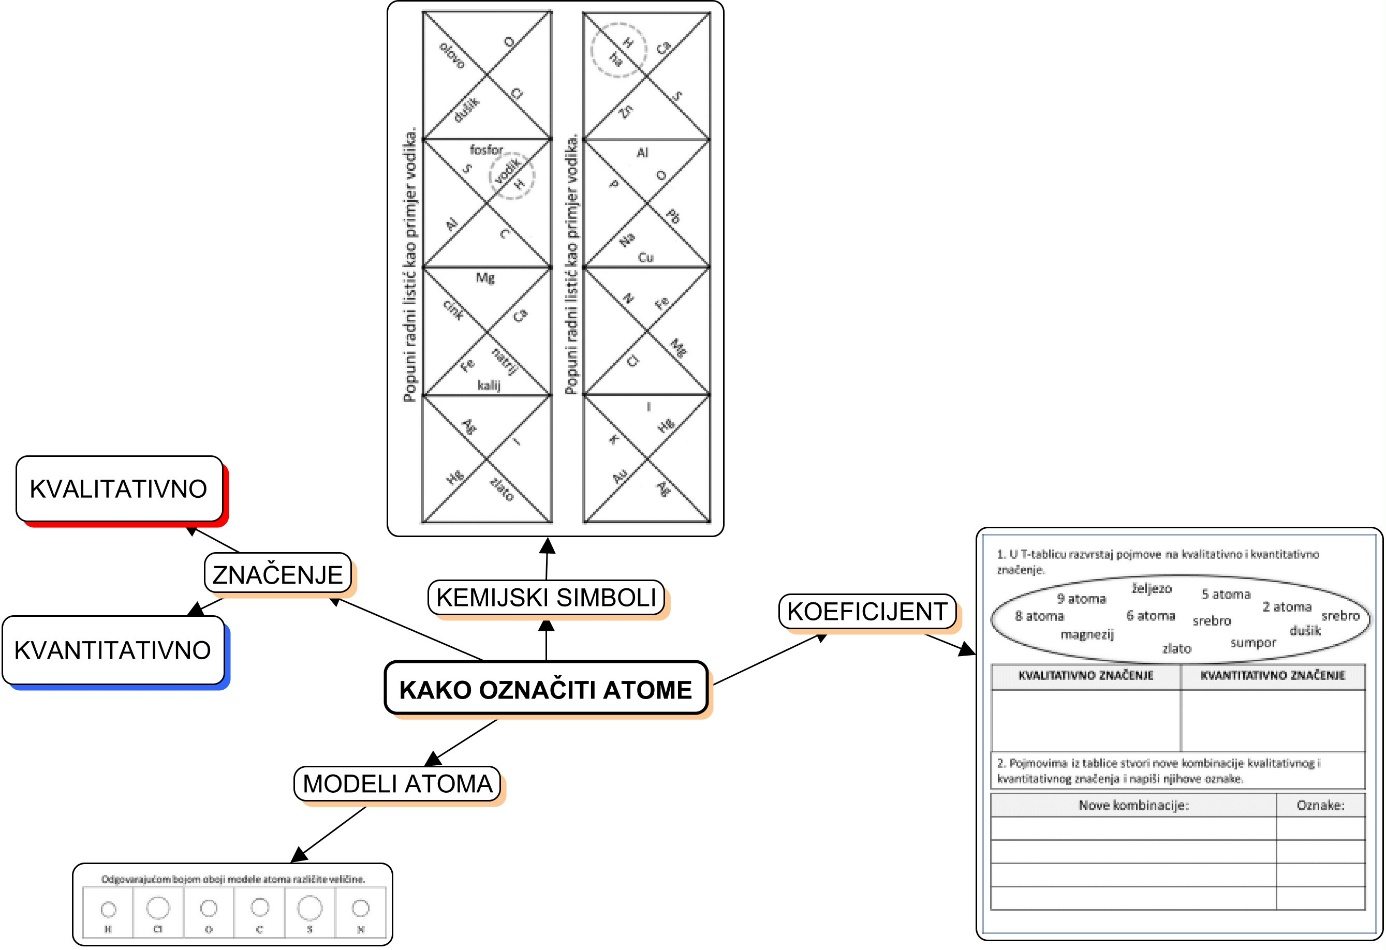 Popuni radni listić kao primjer vodika.
olovo
O
Cl
dušik
fosfor
S
vodik
H
Al
C
Mg
cink
Ca
Fe
natrij
kalij
Ag
I
Hg
zlato
Popuni radni listić kao primjer vodika.
H
ha
Ca
S
Zn
Al
P
O
Pb
Na
Cu
N
Fe
Mg
Cl
I
K
Hg
Au
Ag
KVALITATIVNO
ZNAČENJE
KVANTITATIVNO
KEMIJSKI SIMBOLI
KOEFICIJENT
KAKO OZNAČITI ATOME
MODELI ATOMA
Odgovarajućom bojom oboji modele atoma različite veličine.
H Cl O C S N
1. U T-tablicu razvrstaj pojmove na kvalitativno i kvantitativno
značenje.
željezo
9 atoma
5 atoma
8 atoma
6 atoma
srebro
2 atoma
srebro
magnezij
dušik
zlato
sumpor
KVALITATIVNO ZNAČENJE KVANTITATIVNO ZNAČENJE
2. Pojmovima iz tablice stvori nove kombinacije kvalitativnog i
kvantitativnog značenja i napiši njihove oznake.
Nove kombinacije: Oznake: